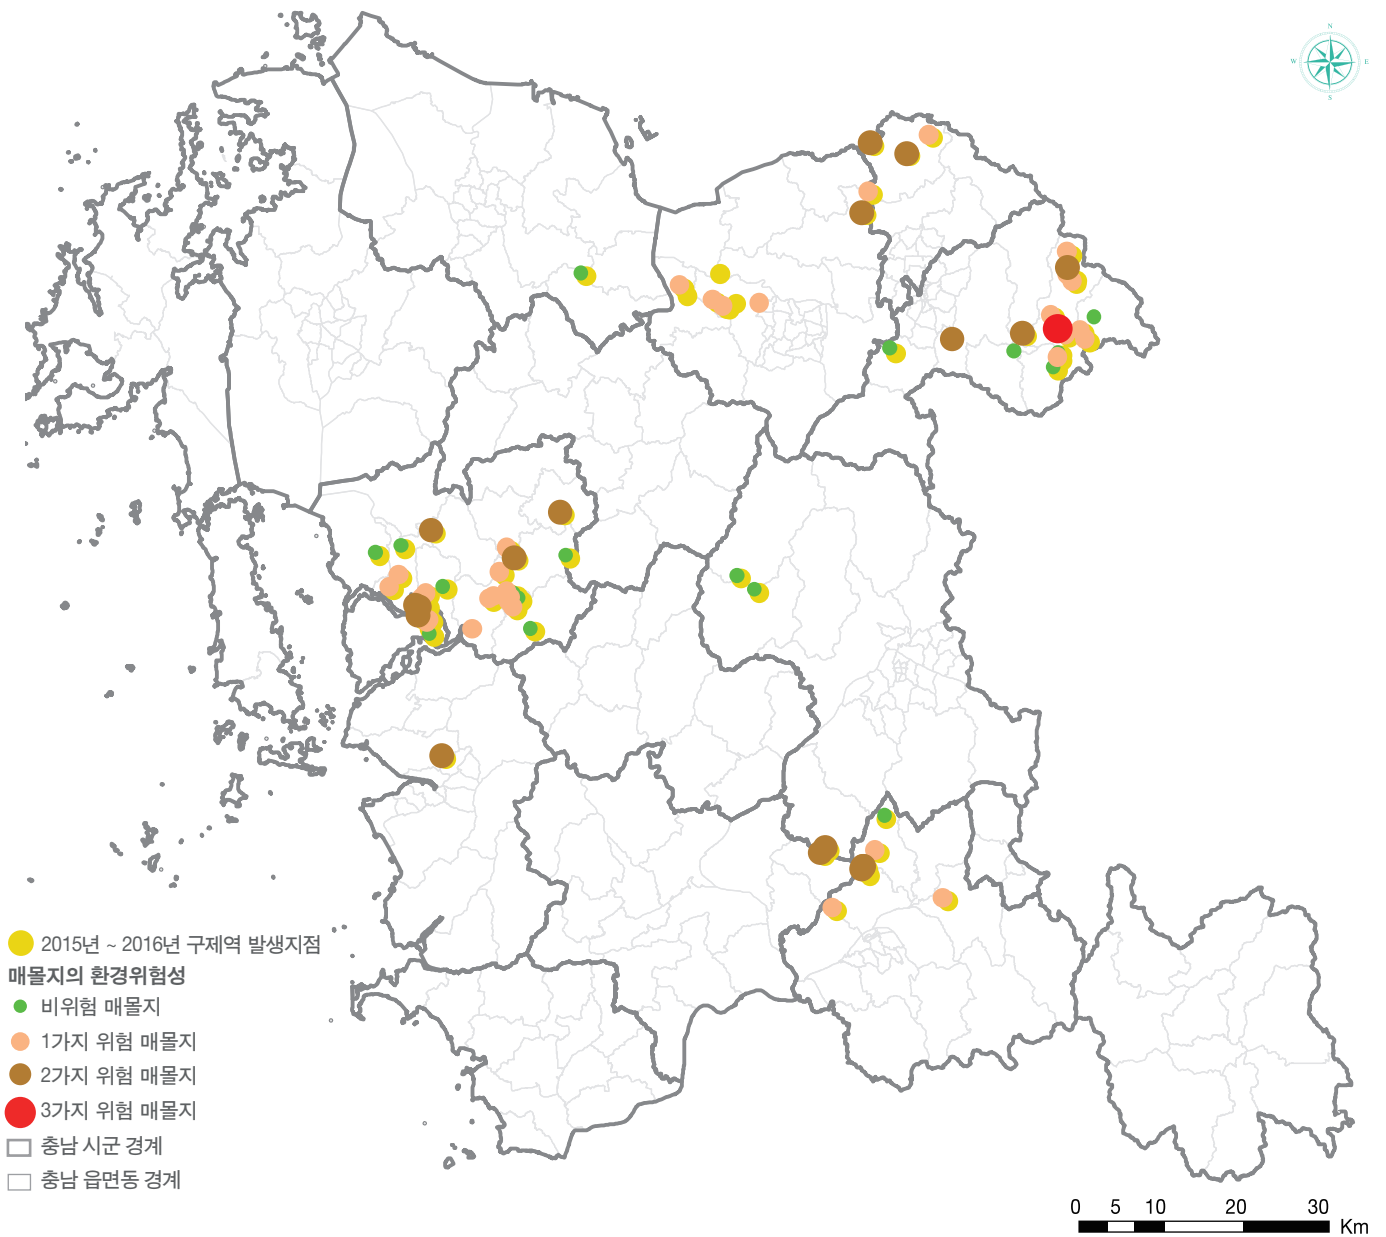 N
W E
S
2015년 ~ 2016년 구제역 발생지점
매몰지의 환경위험성
비위험 매몰지
1가지 위험 매몰지
2가지 위험 매몰지
3가지 위험 매몰지
충남 시군 경계
충남 읍면동 경계
0 5 10 20 30
Km